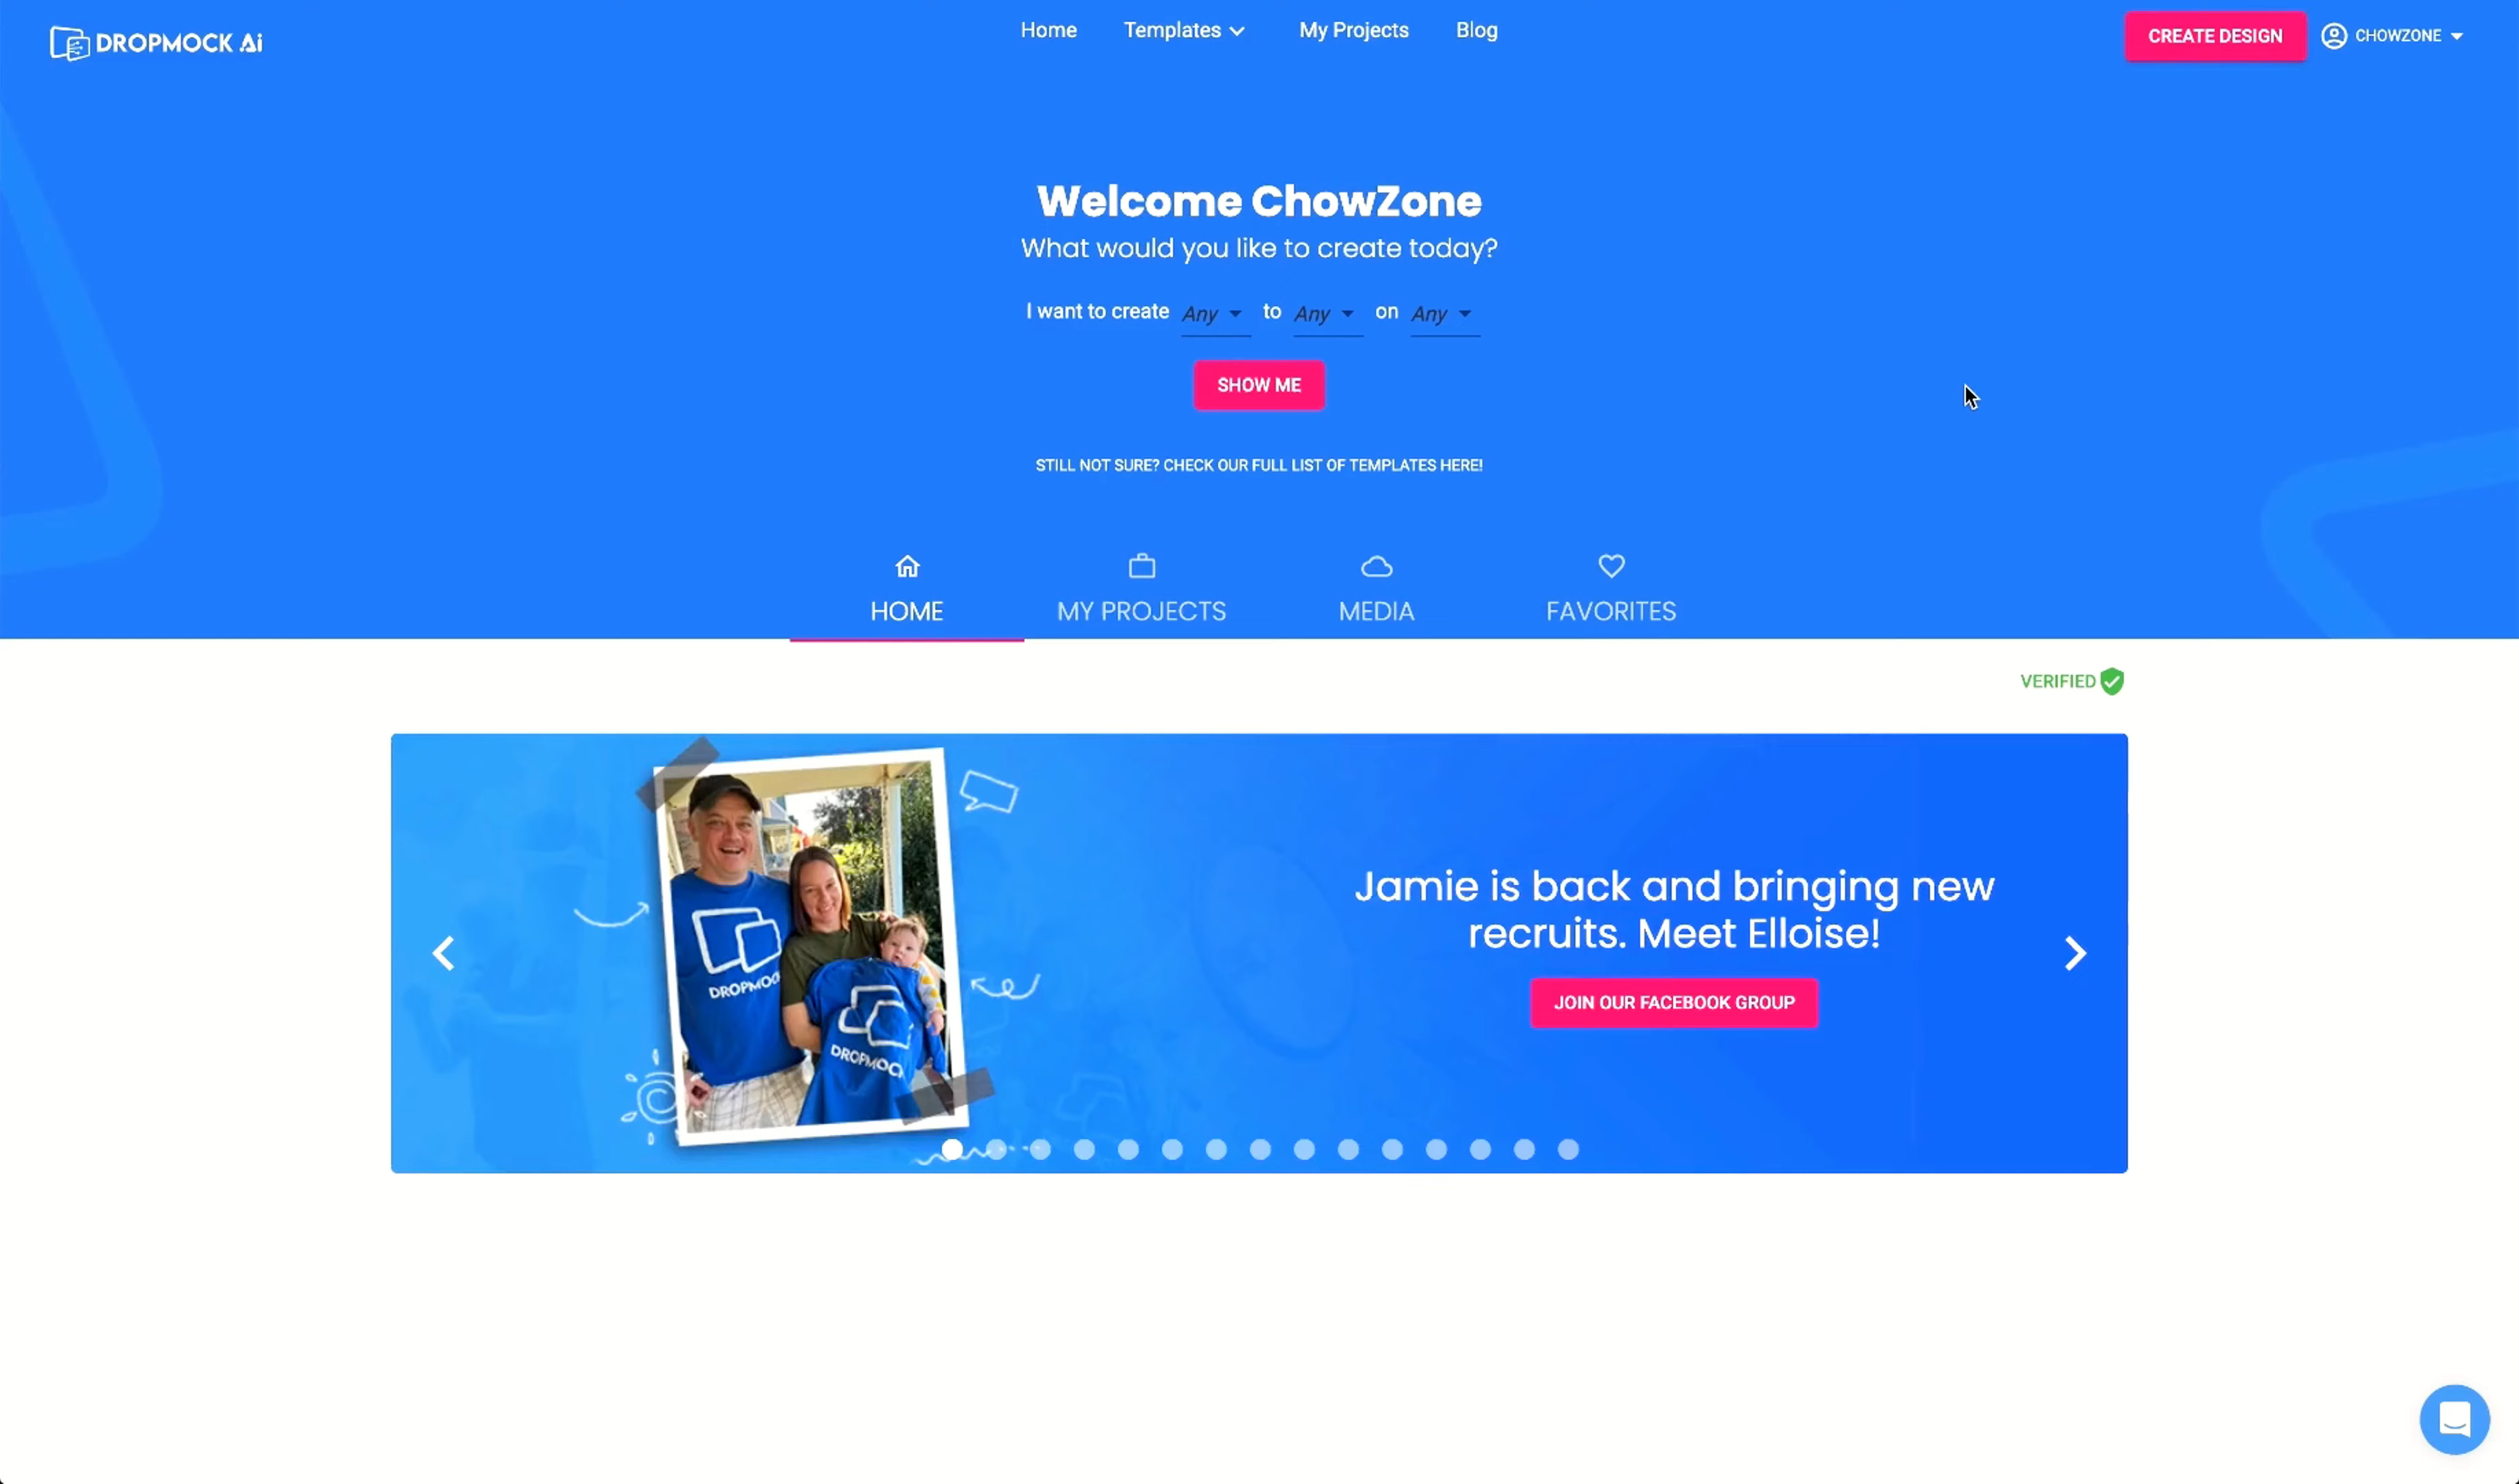 DROPMOCK Ai
Home Templates My Projects Blog
CREATE DESIGN CHOWZONE
Welcome ChowZone
What would you like to create today?
I want to create Any to Any on Any
SHOW ME
STILL NOT SURE? CHECK OUR FULL LIST OF TEMPLATES HERE!
HOME MY PROJECTS MEDIA FAVORITES
VERIFIED
Jamie is back and bringing new
recruits. Meet Elloise!
JOIN OUR FACEBOOK GROUP
DROPMOC
DROPMOCK